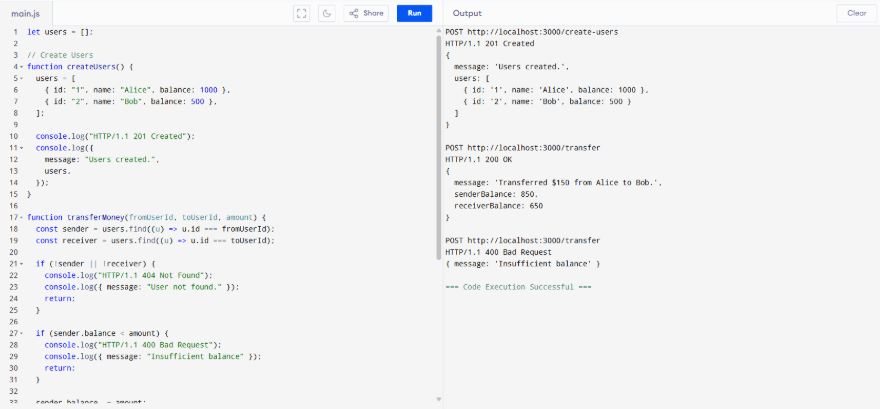 main.js
Share
Run
Output
Clear
1 let users = [];
2
3 // Create Users
4 function createUsers() {
5 users = [
6 { id: "1", name: "Alice", balance: 1000 },
7 { id: "2", name: "Bob", balance: 500 },
8 ];
9
10 console.log("HTTP/1.1 201 Created");
11 console.log({
12 message: "Users created.",
13 users,
14 });
15 }
16
17 function transferMoney(fromUserId, toUserId, amount) {
18 const sender = users.find((u) => u.id === fromUserId);
19 const receiver = users.find((u) => u.id === toUserId);
20
21 if (!sender || !receiver) {
22 console.log("HTTP/1.1 404 Not Found");
23 console.log({ message: "User not found." });
24 return;
25 }
26
27 if (sender.balance < amount) {
28 console.log("HTTP/1.1 400 Bad Request");
29 console.log({ message: "Insufficient balance" });
30 return;
31 }
32
33 sender.balance -= amount;
POST http://localhost:3000/create-users
HTTP/1.1 201 Created
{
message: 'Users created.',
users: [
{ id: '1', name: 'Alice', balance: 1000 },
{ id: '2', name: 'Bob', balance: 500 }
]
}
POST http://localhost:3000/transfer
HTTP/1.1 200 OK
{
message: 'Transferred $150 from Alice to Bob.',
senderBalance: 850,
receiverBalance: 650
}
POST http://localhost:3000/transfer
HTTP/1.1 400 Bad Request
{ message: 'Insufficient balance' }
=== Code Execution Successful ===